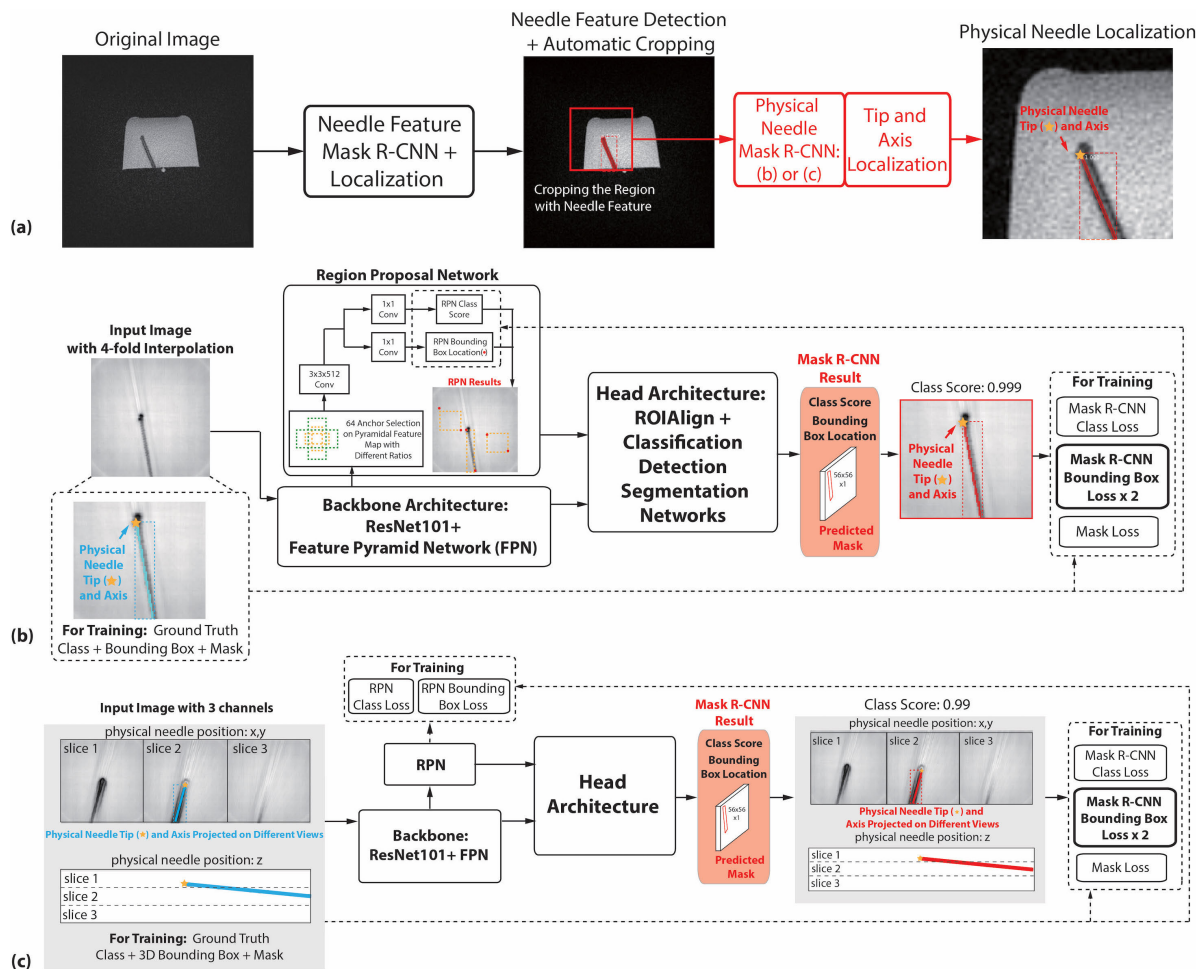 Original Image
Needle Feature Detection
+ Automatic Cropping
Physical Needle Localization
Needle Feature
Mask R-CNN +
Localization
Cropping the Region
with Needle Feature
Physical
Needle
Mask R-CNN:
(b) or (c)
Tip and
Axis
Localization
Physical Needle
Tip (★) and Axis
(a)
Region Proposal Network
Input Image
with 4-fold Interpolation
1x1
Conv
RPN Class
Score
1x1
Conv
RPN Bounding
Box Location(•)
3x3x512
Conv
RPN Results
64 Anchor Selection
on Pyramidal Feature
Map with
Different Ratios
Backbone Architecture:
ResNet101+
Feature Pyramid Network (FPN)
Head Architecture:
ROIAlign +
Classification
Detection
Segmentation
Networks
Mask R-CNN
Result
Class Score
Bounding
Box Location
56x56
x1
Predicted
Mask
Class Score: 0.999
Physical
Needle
Tip (★)
and Axis
For Training
Mask R-CNN
Class Loss
Mask R-CNN
Bounding Box
Loss x 2
Mask Loss
Physical
Needle
Tip (★)
and Axis
For Training: Ground Truth
Class + Bounding Box + Mask
(b)
For Training
RPN
Class Loss
RPN Bounding
Box Loss
Input Image with 3 channels
physical needle position: x,y
slice 1
slice 2
slice 3
Physical Needle Tip (★) and Axis Projected on Different Views
physical needle position: z
slice 1
slice 2
slice 3
For Training: Ground Truth
Class + 3D Bounding Box + Mask
RPN
Backbone:
ResNet101+ FPN
Head
Architecture
Mask R-CNN
Result
Class Score
Bounding
Box Location
56x56
x1
Predicted
Mask
Class Score: 0.99
physical needle position: x,y
slice 1
slice 2
slice 3
Physical Needle Tip (★) and
Axis Projected on Different Views
physical needle position: z
slice 1
slice 2
slice 3
For Training
Mask R-CNN
Class Loss
Mask R-CNN
Bounding Box
Loss x 2
Mask Loss
(c)